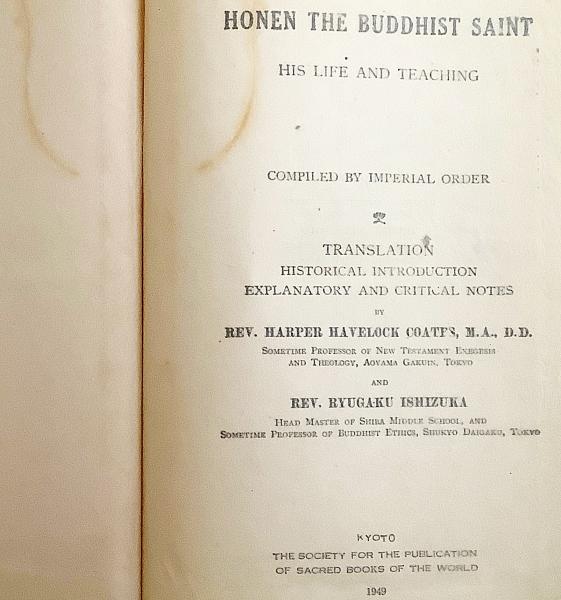 HONEN THE BUDDHIST SAINT
HIS LIFE AND TEACHING
COMPILED BY IMPERIAL ORDER
TRANSLATION
HISTORICAL INTRODUCTION
EXPLANATORY AND CRITICAL NOTES
BY
REV. HARPER HAVELOCK COATES, M.A., D.D.
SOMETIME PROFESSOR OF NEW TESTAMENT EXEGESIS
AND THEOLOGY, AOYAMA GAKUIN, TOKYO
AND
REV. RYUGAKU ISHIZUKA
HEAD MASTER OF SHIBA MIDDLE SCHOOL, AND
SOMETIME PROFESSOR OF BUDDHIST ETHICS, SHUKYO DAIGAKU, TOKYO
KYOTO
THE SOCIETY FOR THE PUBLICATION
OF SACRED BOOKS OF THE WORLD
1949